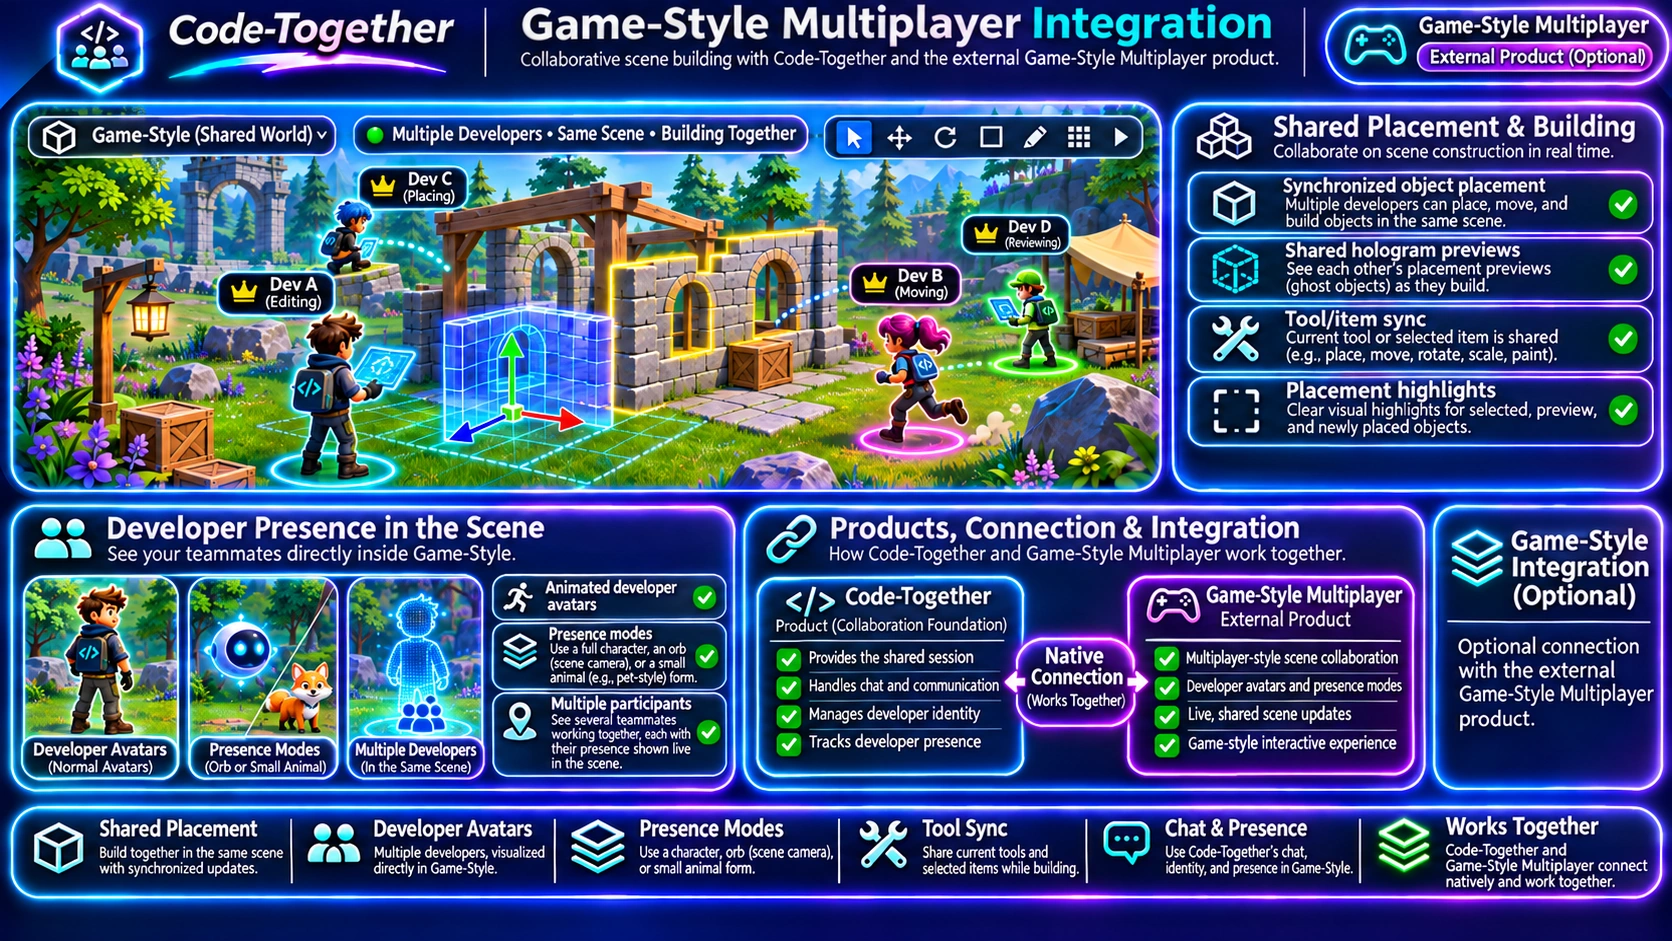 </>
Code-Together
Game-Style Multiplayer Integration
Collaborative scene building with Code-Together and the external Game-Style Multiplayer product.
Game-Style Multiplayer
External Product (Optional)
Game-Style (Shared World)
Multiple Developers • Same Scene • Building Together
Dev C
(Placing)
Dev A
(Editing)
Dev B
(Moving)
Dev D
(Reviewing)
</>
</>
</>
Shared Placement & Building
Collaborate on scene construction in real time.
Synchronized object placement
Multiple developers can place, move, and
build objects in the same scene.
Shared hologram previews
See each other's placement previews
(ghost objects) as they build.
Tool/item sync
Current tool or selected item is shared
(e.g., place, move, rotate, scale, paint).
Placement highlights
Clear visual highlights for selected, preview,
and newly placed objects.
Developer Presence in the Scene
See your teammates directly inside Game-Style.
</>
Developer Avatars
(Normal Avatars)
Presence Modes
(Orb or Small Animal)
Multiple Developers
(In the Same Scene)
Animated developer
avatars
Presence modes
Use a full character, an orb
(scene camera), or a small
animal (e.g., pet-style) form.
Multiple participants
See several teammates
working together, each with
their presence shown live
in the scene.
Products, Connection & Integration
How Code-Together and Game-Style Multiplayer work together.
</> Code-Together
Product (Collaboration Foundation)
Provides the shared session
Handles chat and communication
Manages developer identity
Tracks developer presence
Native
Connection
(Works Together)
Game-Style Multiplayer
External Product
Multiplayer-style scene collaboration
Developer avatars and presence modes
Live, shared scene updates
Game-style interactive experience
Game-Style
Integration
(Optional)
Optional connection
with the external
Game-Style Multiplayer
product.
Shared Placement
Build together in the same scene
with synchronized updates.
Developer Avatars
Multiple developers, visualized
directly in Game-Style.
Presence Modes
Use a character, orb (scene camera),
or small animal form.
Tool Sync
Share current tools and
selected items while building.
Chat & Presence
Use Code-Together's chat,
identity, and presence in Game-Style.
Works Together
Code-Together and
Game-Style Multiplayer connect
natively and work together.